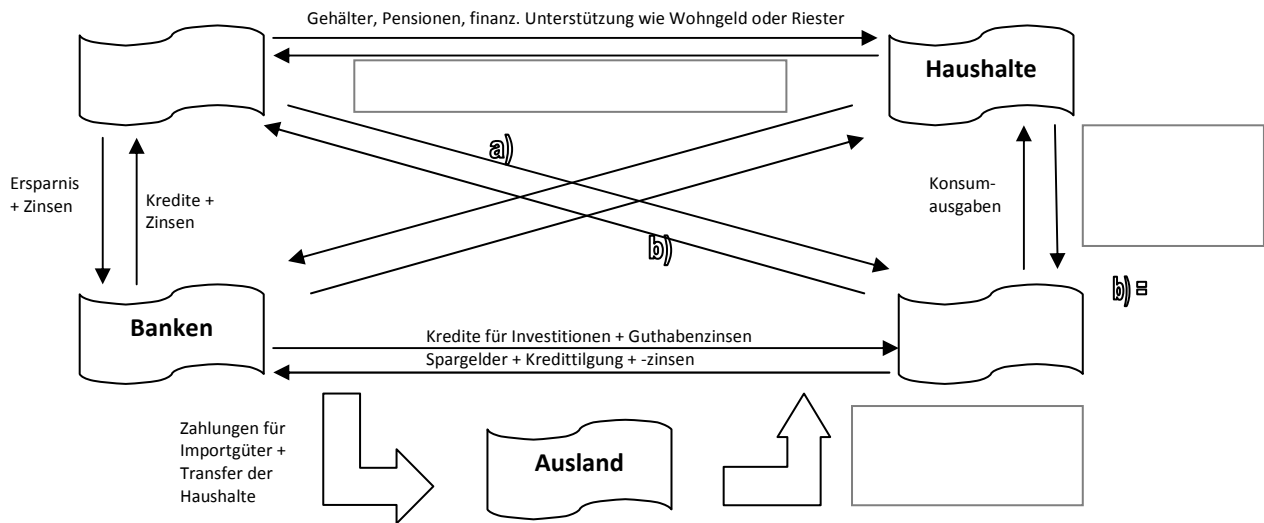 Gehälter, Pensionen, finanz. Unterstützung wie Wohngeld oder Riester
Haushalte
a)
Ersparnis
+ Zinsen
Kredite +
Zinsen
Konsum-
ausgaben
b)
b) =
Banken
Kredite für Investitionen + Guthabenzinsen
Spargelder + Kredittilgung + -zinsen
Zahlungen für
Importgüter +
Transfer der
Haushalte
Ausland